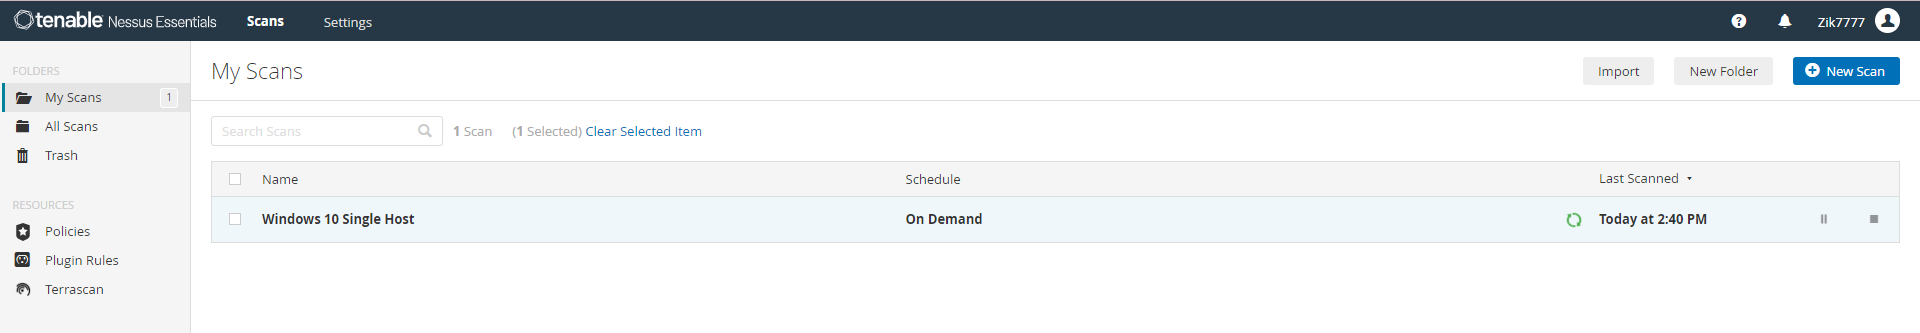 tenable Nessus Essentials Scans Settings ? Zik7777
FOLDERS
My Scans 1
All Scans
Trash
RESOURCES
Policies
Plugin Rules
Terrascan
My Scans
Import New Folder New Scan
Search Scans 1 Scan (1 Selected) Clear Selected Item
Name Schedule Last Scanned
Windows 10 Single Host On Demand Today at 2:40 PM